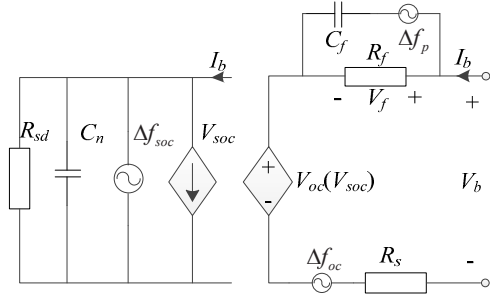 C_f
Δf_p
I_b
R_f
I_b
- V_f +
+
R_sd
C_n
Δf_soc
V_soc
+
-
V_oc(V_soc)
V_b
Δf_oc
R_s
-